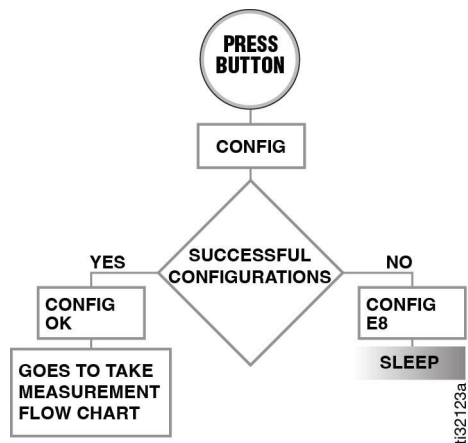 PRESS
BUTTON
CONFIG
SUCCESSFUL
CONFIGURATIONS
YES
NO
CONFIG
OK
CONFIG
E8
GOES TO TAKE
MEASUREMENT
FLOW CHART
SLEEP
ti32123a